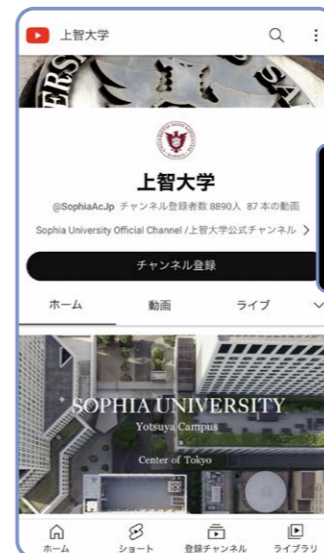 上智大学
ERS
SA
上智大学
@SophiaAcJp チャンネル登録者数 8890人 87 本の動画
Sophia University Official Channel /上智大学公式チャンネル
チャンネル登録
ホーム 動画 ライブ
SOPHIA UNIVERSITY
Yotsuya Campus
Center of Tokyo
ホーム ショート 登録チャンネル ライブラリ